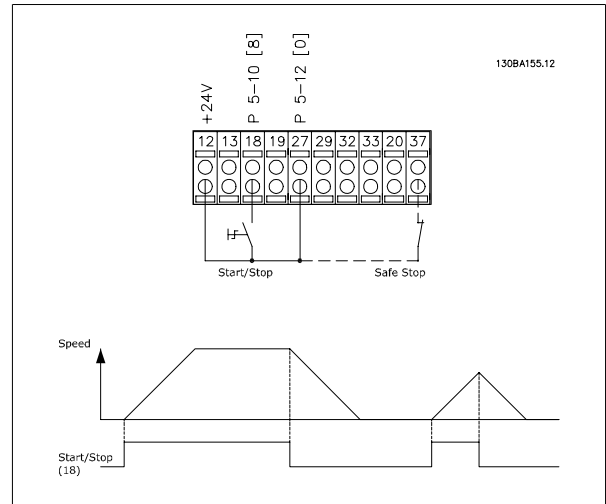 130BA155.12
+24V
P 5-10 [8]
P 5-12 [0]
12 13 18 19 27 29 32 33 20 37
Start/Stop Safe Stop
Speed
Start/Stop
(18)